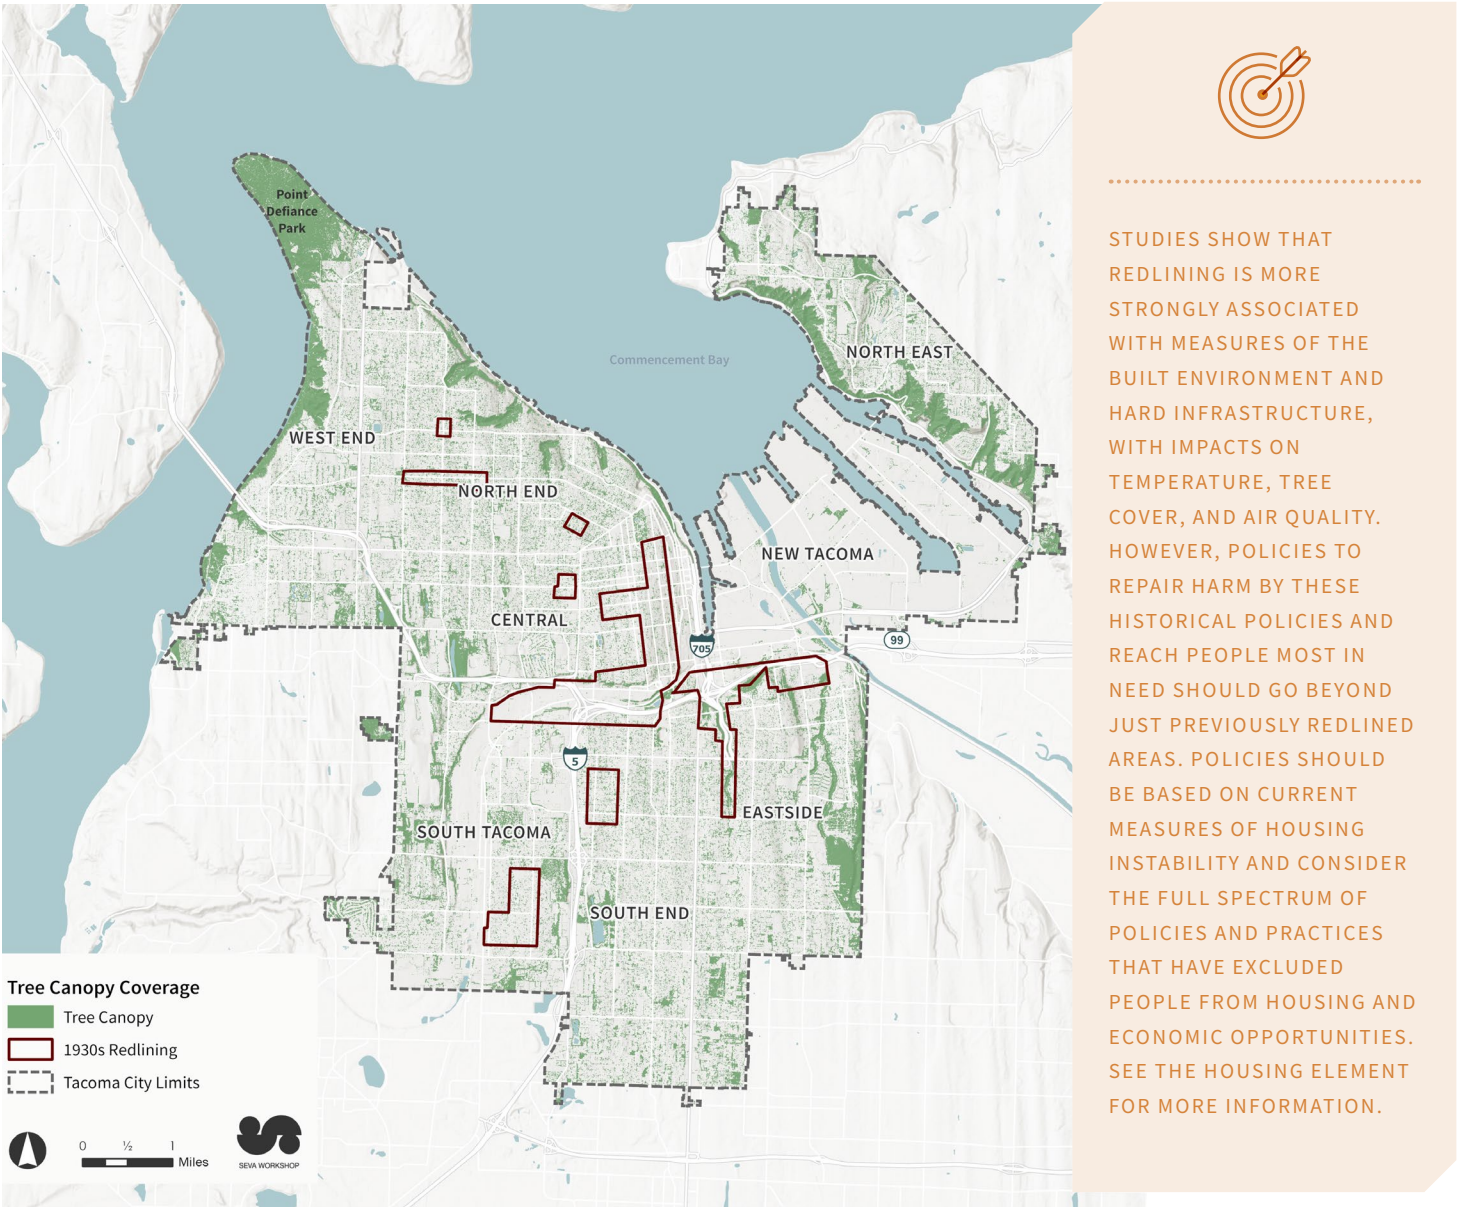 Point
Defiance
Park
Commencement Bay
NORTH EAST
WEST END
NORTH END
NEW TACOMA
CENTRAL
705
99
5
EASTSIDE
SOUTH TACOMA
SOUTH END
Tree Canopy Coverage
Tree Canopy
1930s Redlining
Tacoma City Limits
0 ½ 1
Miles
SEVA WORKSHOP
STUDIES SHOW THAT
REDLINING IS MORE
STRONGLY ASSOCIATED
WITH MEASURES OF THE
BUILT ENVIRONMENT AND
HARD INFRASTRUCTURE,
WITH IMPACTS ON
TEMPERATURE, TREE
COVER, AND AIR QUALITY.
HOWEVER, POLICIES TO
REPAIR HARM BY THESE
HISTORICAL POLICIES AND
REACH PEOPLE MOST IN
NEED SHOULD GO BEYOND
JUST PREVIOUSLY REDLINED
AREAS. POLICIES SHOULD
BE BASED ON CURRENT
MEASURES OF HOUSING
INSTABILITY AND CONSIDER
THE FULL SPECTRUM OF
POLICIES AND PRACTICES
THAT HAVE EXCLUDED
PEOPLE FROM HOUSING AND
ECONOMIC OPPORTUNITIES.
SEE THE HOUSING ELEMENT
FOR MORE INFORMATION.